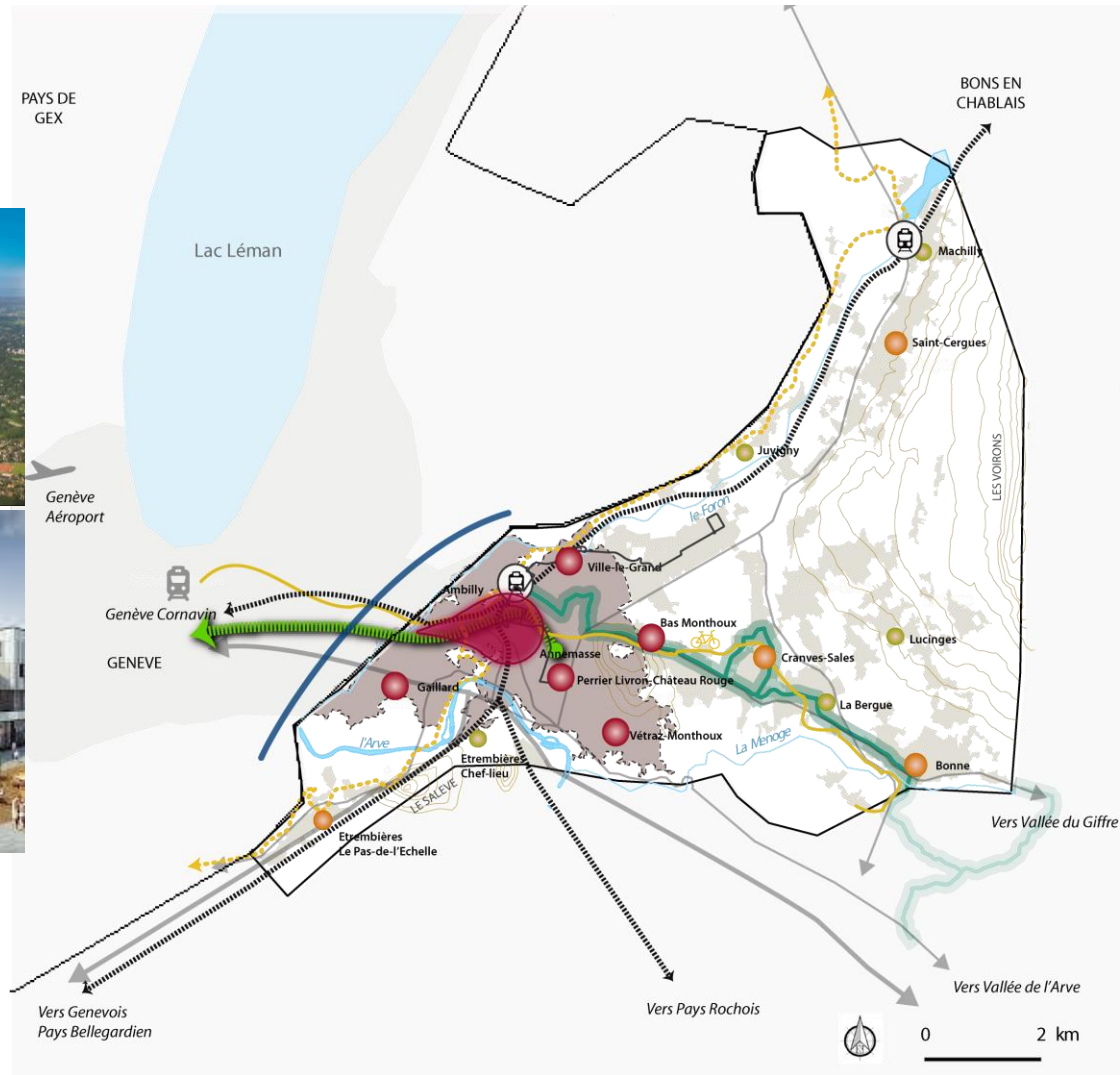 PAYS DE
GEX
BONS EN
CHABLAIS
Lac Léman
Machilly
Saint-Cergues
Juvigny
LES VOIRONS
Genève
Aéroport
le Foron
Ville-le-Grand
Ambilly
Genève Cornavin
Bas Monthoux
Lucinges
GENEVE
Annemasse
Cranves-Sales
Perrier Livron-Château Rouge
Gaillard
La Bergue
Vétraz-Monthoux
l'Arve
La Menoge
Etrembières
Chef-lieu
Bonne
LE SALEVE
Vers Vallée du Giffre
Etrembières
Le Pas-de-l'Echelle
Vers Vallée de l'Arve
Vers Genevois
Pays Bellegardien
Vers Pays Rochois
0 2 km